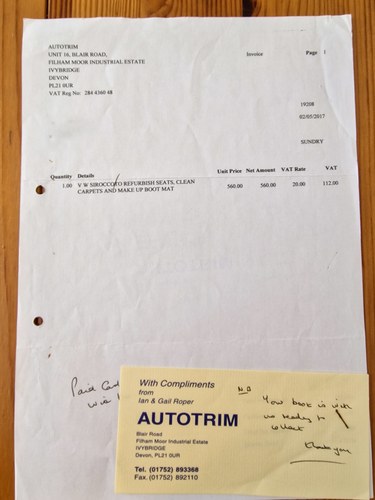 AUTOTRIM
UNIT 16, BLAIR ROAD,
FILHAM MOOR INDUSTRIAL ESTATE
IVYBRIDGE
DEVON
PL21 0UR
VAT Reg No: 284 4360 48
Invoice Page 1
19208
02/05/2017
SUNDRY
Quantity Details Unit Price Net Amount VAT Rate VAT
1.00 V W SIROCCO REFURBISH SEATS, CLEAN 560.00 560.00 20.00 112.00
CARPETS AND MAKE UP BOOT MAT
Paid
With Compliments
from
Ian & Gail Roper
AUTOTRIM
Blair Road
Filham Moor Industrial Estate
IVYBRIDGE
Devon, PL21 0UR
Tel. (01752) 893368
Fax. (01752) 892110
NB
Your boot is with
us ready to
collect
thank you